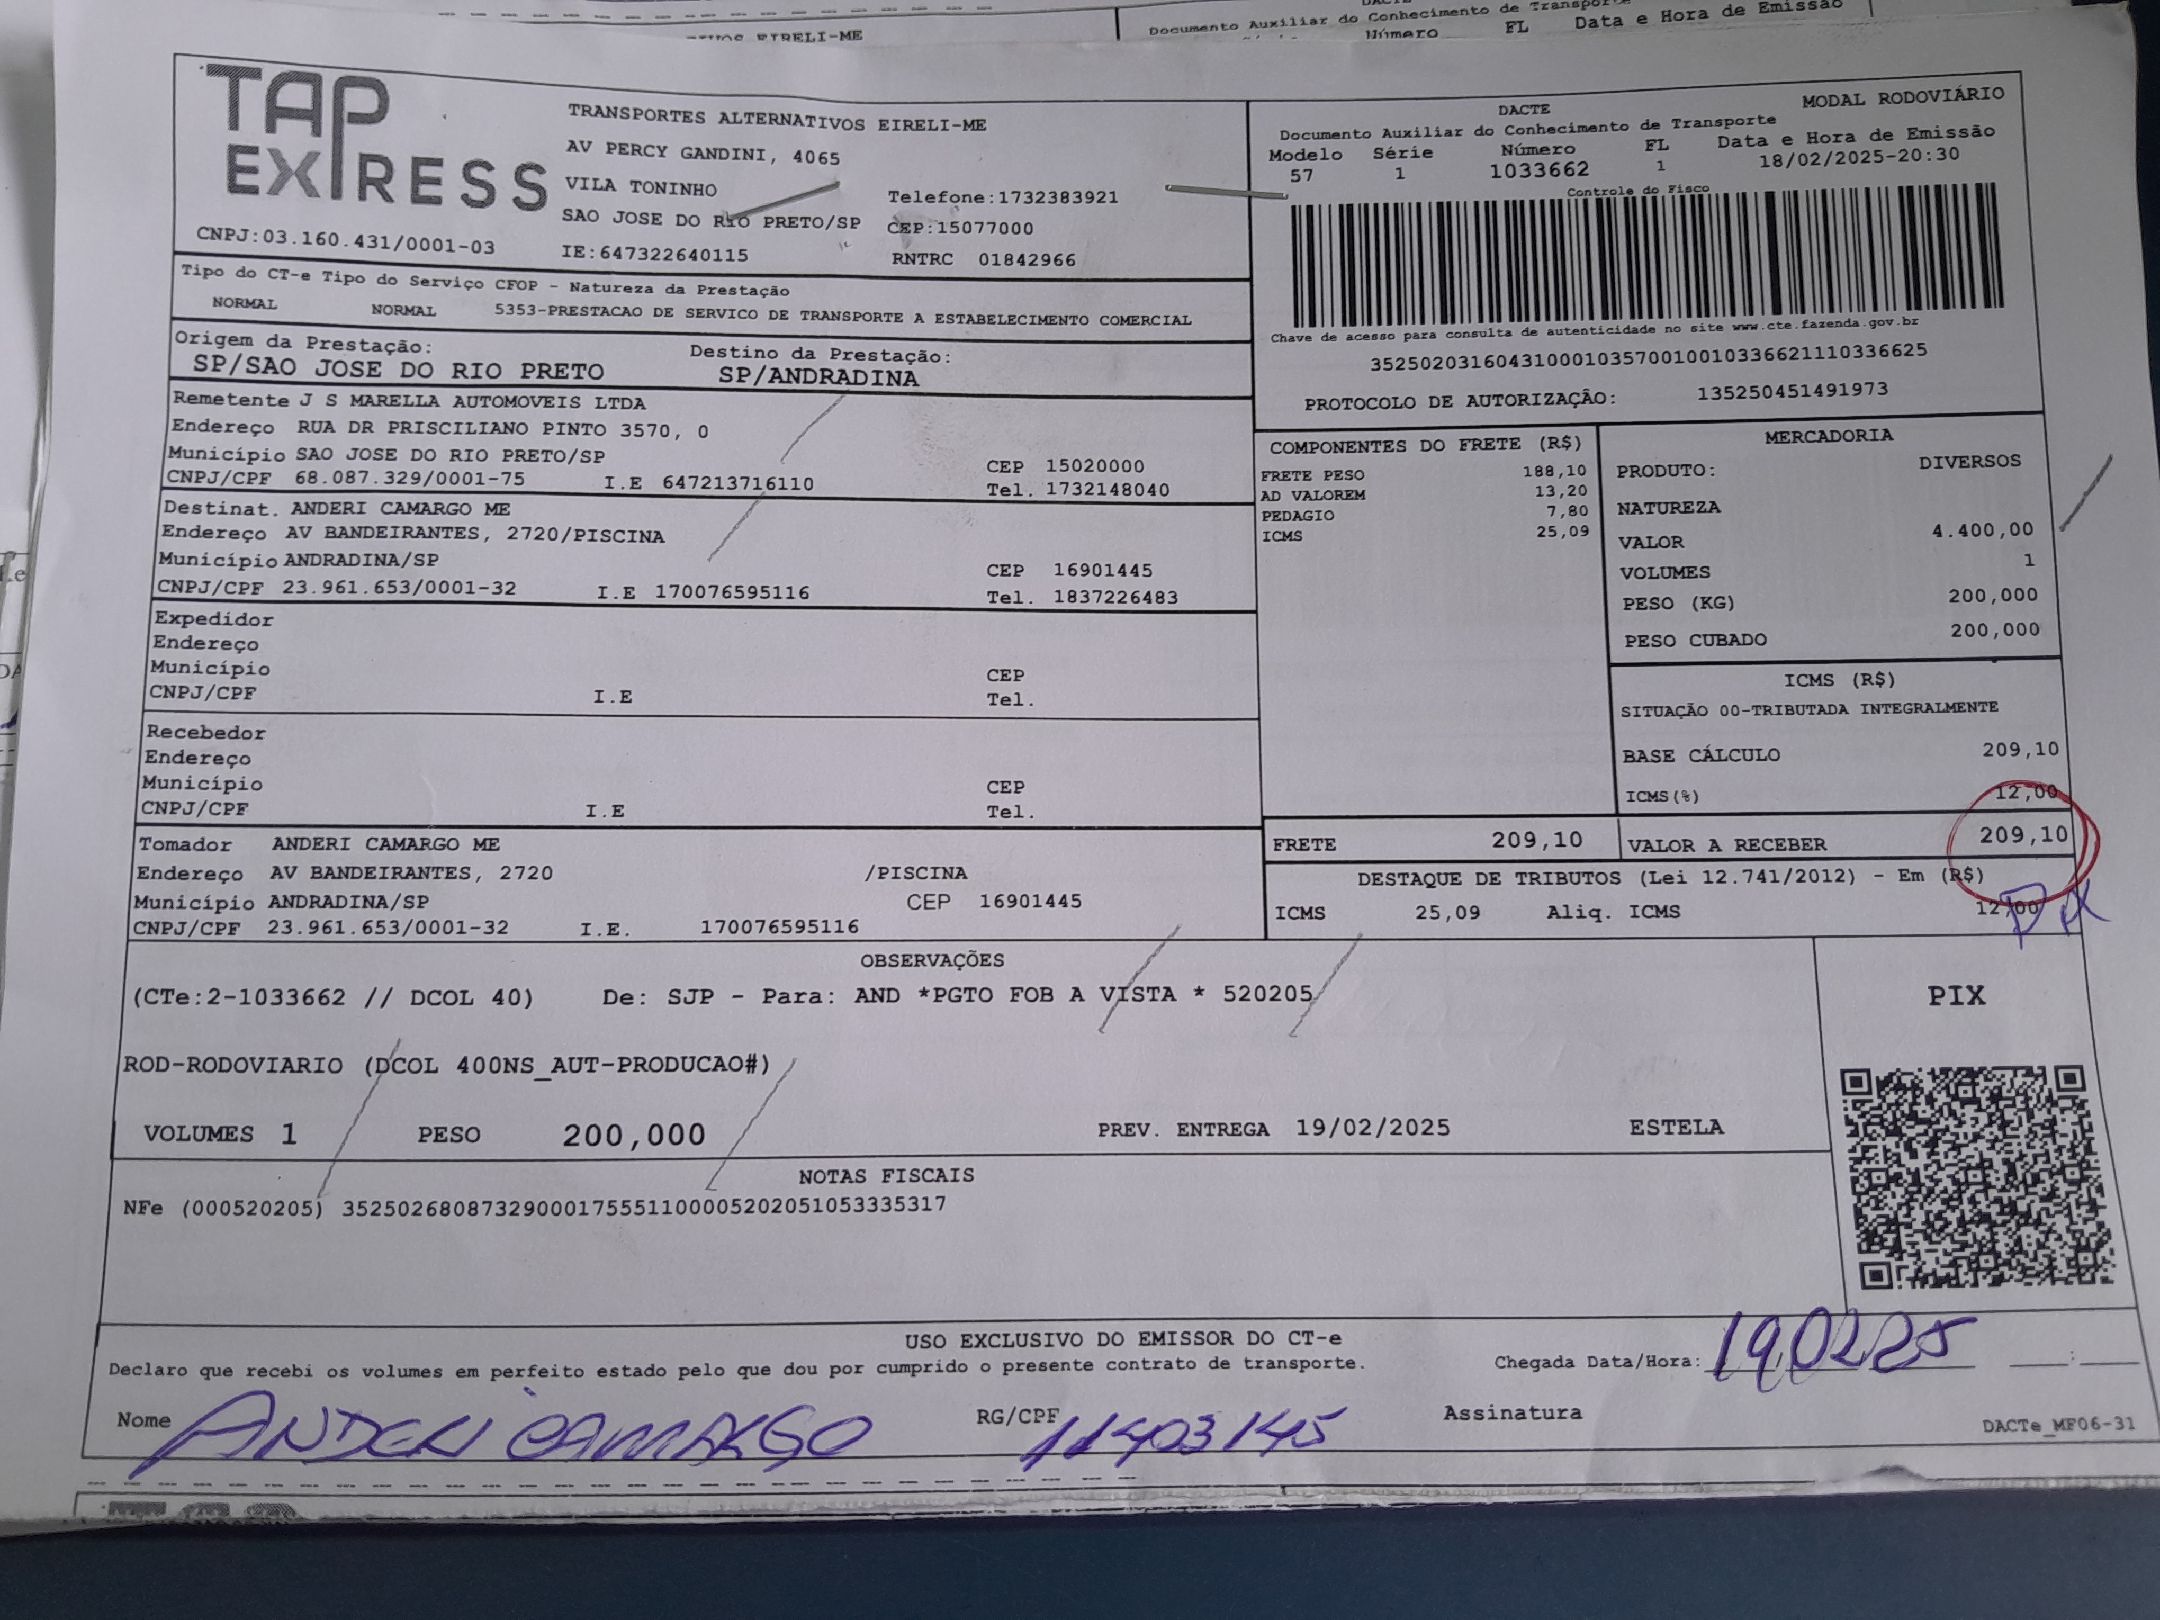 EIRELI-ME
Documento Auxiliar do Conhecimento de Transporte
Número FL Data e Hora de Emissão
TAP
EXPRESS
CNPJ:03.160.431/0001-03
TRANSPORTES ALTERNATIVOS EIRELI-ME
AV PERCY GANDINI, 4065
VILA TONINHO
SAO JOSE DO RIO PRETO/SP
IE:647322640115
Telefone:1732383921
CEP:15077000
RNTRC 01842966
DACTE MODAL RODOVIÁRIO
Documento Auxiliar do Conhecimento de Transporte
Modelo Série Número FL Data e Hora de Emissão
57 1 1033662 1 18/02/2025-20:30
Controle do Fisco
Chave de acesso para consulta de autenticidade no site www.cte.fazenda.gov.br
35250203160431000103570010010336621110336625
PROTOCOLO DE AUTORIZAÇÃO: 135250451491973
Tipo do CT-e Tipo do Serviço CFOP - Natureza da Prestação
NORMAL NORMAL 5353-PRESTACAO DE SERVICO DE TRANSPORTE A ESTABELECIMENTO COMERCIAL
Origem da Prestação: Destino da Prestação:
SP/SAO JOSE DO RIO PRETO SP/ANDRADINA
Remetente J S MARELLA AUTOMOVEIS LTDA
Endereço RUA DR PRISCILIANO PINTO 3570, 0
Município SAO JOSE DO RIO PRETO/SP CEP 15020000
CNPJ/CPF 68.087.329/0001-75 I.E 647213716110 Tel. 1732148040
Destinat. ANDERI CAMARGO ME
Endereço AV BANDEIRANTES, 2720/PISCINA
Município ANDRADINA/SP CEP 16901445
CNPJ/CPF 23.961.653/0001-32 I.E 170076595116 Tel. 1837226483
Expedidor
Endereço
Município CEP
CNPJ/CPF I.E Tel.
Recebedor
Endereço
Município CEP
CNPJ/CPF I.E Tel.
Tomador ANDERI CAMARGO ME
Endereço AV BANDEIRANTES, 2720 /PISCINA
Município ANDRADINA/SP CEP 16901445
CNPJ/CPF 23.961.653/0001-32 I.E. 170076595116
COMPONENTES DO FRETE (R$)
FRETE PESO 188,10
AD VALOREM 13,20
PEDAGIO 7,80
ICMS 25,09
MERCADORIA
PRODUTO: DIVERSOS
NATUREZA
VALOR 4.400,00
VOLUMES 1
PESO (KG) 200,000
PESO CUBADO 200,000
ICMS (R$)
SITUAÇÃO 00-TRIBUTADA INTEGRALMENTE
BASE CÁLCULO 209,10
ICMS(%) 12,00
FRETE 209,10 VALOR A RECEBER 209,10
DESTAQUE DE TRIBUTOS (Lei 12.741/2012) - Em (R$)
ICMS 25,09 Aliq. ICMS 12,00
OBSERVAÇÕES
(CTe:2-1033662 // DCOL 40) De: SJP - Para: AND *PGTO FOB A VISTA * 520205
ROD-RODOVIARIO (DCOL 400NS_AUT-PRODUCAO#)
VOLUMES 1 PESO 200,000 PREV. ENTREGA 19/02/2025 ESTELA
PIX
NOTAS FISCAIS
NFe (000520205) 35250268087329000175551100005202051053335317
USO EXCLUSIVO DO EMISSOR DO CT-e
Declaro que recebi os volumes em perfeito estado pelo que dou por cumprido o presente contrato de transporte. Chegada Data/Hora: 19,02,25 :
Nome ANDERI CAMARGO RG/CPF 11403145 Assinatura
DACTe_MF06-31